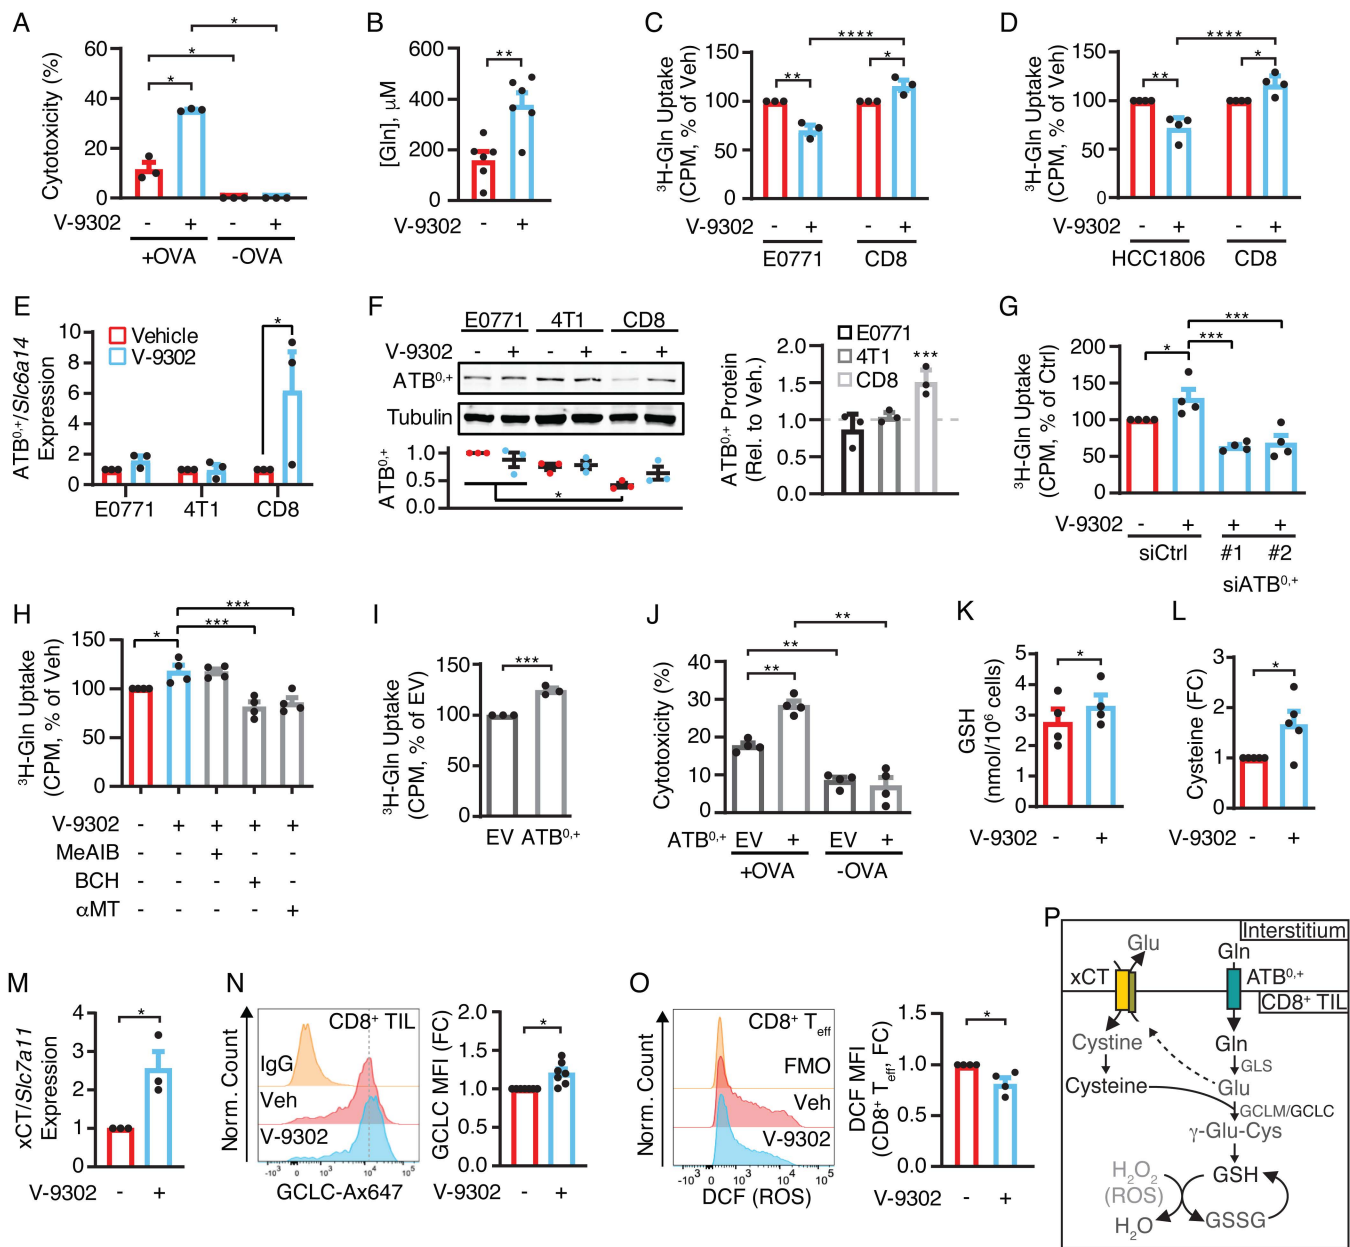 A
Cytotoxicity (%)
60
40
20
0
*
*
*
V-9302 - + - +
+OVA -OVA
B
[Gln], μM
600
400
200
0
**
V-9302 - +
C
³H-Gln Uptake
(CPM, % of Veh)
150
100
50
0
****
** *
V-9302 - + - +
E0771 CD8
D
³H-Gln Uptake
(CPM, % of Veh)
150
100
50
0
****
** *
V-9302 - + - +
HCC1806 CD8
E
ATB⁰,⁺/Slc6a14
Expression
10
8
6
4
2
0
Vehicle
V-9302
*
E0771 4T1 CD8
F
E0771 4T1 CD8
V-9302 - + - + - +
ATB⁰,⁺
Tubulin
ATB⁰,⁺
1.0
0.5
0.0
*
ATB⁰,⁺ Protein
(Rel. to Veh.)
2.0
1.5
1.0
0.5
0.0
E0771
4T1
CD8
***
G
³H-Gln Uptake
(CPM, % of Ctrl)
200
150
100
50
0
***
* ***
V-9302 - + + +
siCtrl #1 #2
siATB⁰,⁺
H
³H-Gln Uptake
(CPM, % of Veh)
150
100
50
0
***
* ***
V-9302 - + + + +
MeAIB - - + - -
BCH - - - + -
αMT - - - - +
I
³H-Gln Uptake
(CPM, % of EV)
150
100
50
0
***
EV ATB⁰,⁺
J
Cytotoxicity (%)
40
30
20
10
0
**
**
**
ATB⁰,⁺ EV + EV +
+OVA -OVA
K
GSH
(nmol/10⁶ cells)
5
4
3
2
1
0
*
V-9302 - +
L
Cysteine (FC)
3
2
1
0
*
V-9302 - +
M
xCT/Slc7a11
Expression
4
3
2
1
0
*
V-9302 - +
N
Norm. Count
CD8⁺ TIL
IgG
Veh
V-9302
-10³ 0 10³ 10⁴ 10⁵
GCLC-Ax647
GCLC MFI (FC)
2.0
1.5
1.0
0.5
0.0
*
V-9302 - +
O
Norm. Count
CD8⁺ Teff
FMO
Veh
V-9302
-10³ 0 10³ 10⁴ 10⁵
DCF (ROS)
DCF MFI
(CD8⁺ Teff, FC)
1.5
1.0
0.5
0.0
*
V-9302 - +
P
Interstitium
Glu
Gln
xCT
ATB⁰,⁺
CD8⁺ TIL
Cystine
Gln
GLS
Cysteine
Glu
GCLM/GCLC
γ-Glu-Cys
H₂O₂
(ROS)
GSH
H₂O
GSSG